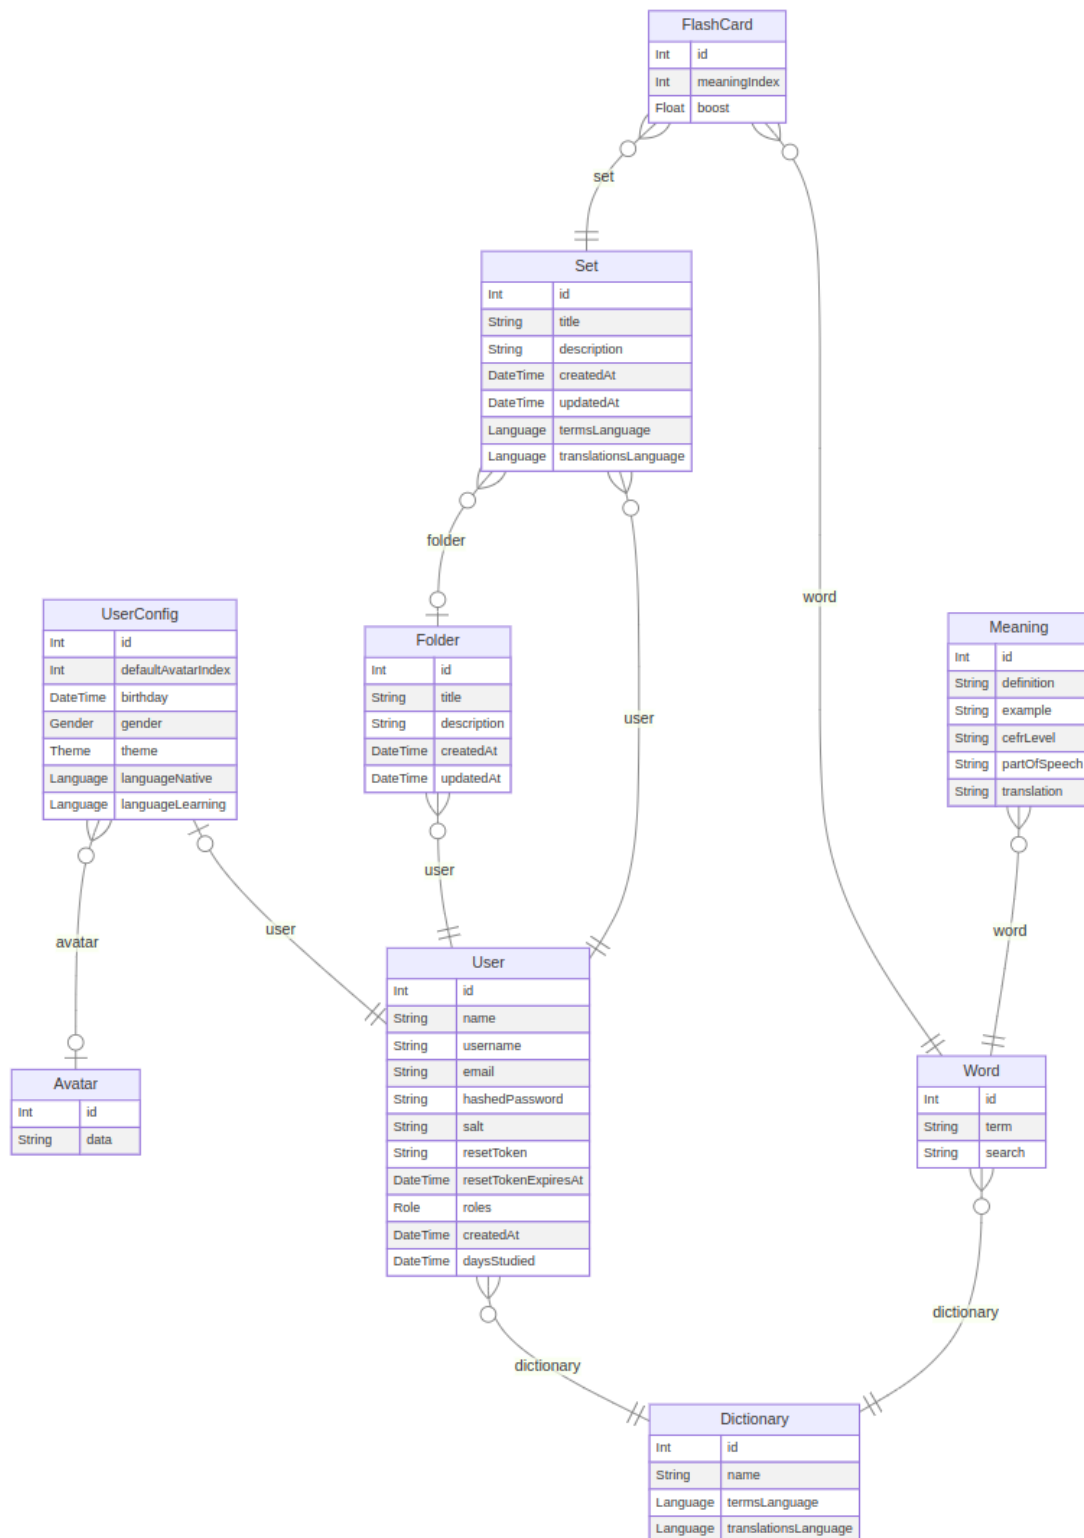 FlashCard
Int id
Int meaningIndex
Float boost
set
Set
Int id
String title
String description
DateTime createdAt
DateTime updatedAt
Language termsLanguage
Language translationsLanguage
folder
word
UserConfig
Int id
Int defaultAvatarIndex
DateTime birthday
Gender gender
Theme theme
Language languageNative
Language languageLearning
Folder
Int id
String title
String description
DateTime createdAt
DateTime updatedAt
user
Meaning
Int id
String definition
String example
String cefrLevel
String partOfSpeech
String translation
user
user
word
avatar
Avatar
Int id
String data
User
Int id
String name
String username
String email
String hashedPassword
String salt
String resetToken
DateTime resetTokenExpiresAt
Role roles
DateTime createdAt
DateTime daysStudied
Word
Int id
String term
String search
dictionary
dictionary
Dictionary
Int id
String name
Language termsLanguage
Language translationsLanguage